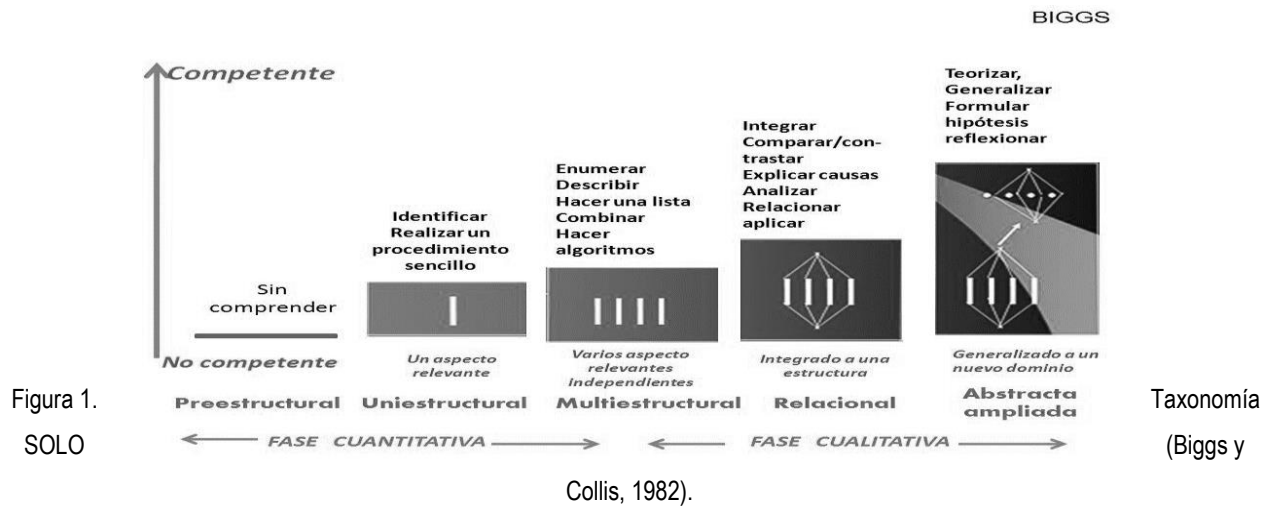 BIGGS
Competente
Teorizar,
Generalizar
Formular
hipótesis
reflexionar
Integrar
Comparar/con-
trastar
Explicar causas
Analizar
Relacionar
aplicar
Enumerar
Describir
Hacer una lista
Combinar
Hacer
algoritmos
Identificar
Realizar un
procedimiento
sencillo
Sin
comprender
No competente
Un aspecto
relevante
Varios aspecto
relevantes
independientes
Integrado a una
estructura
Generalizado a un
nuevo dominio
Preestructural
Uniestructural
Multiestructural
Relacional
Abstracta
ampliada
FASE CUANTITATIVA
FASE CUALITATIVA
Figura 1. Taxonomía
SOLO (Biggs y
Collis, 1982).